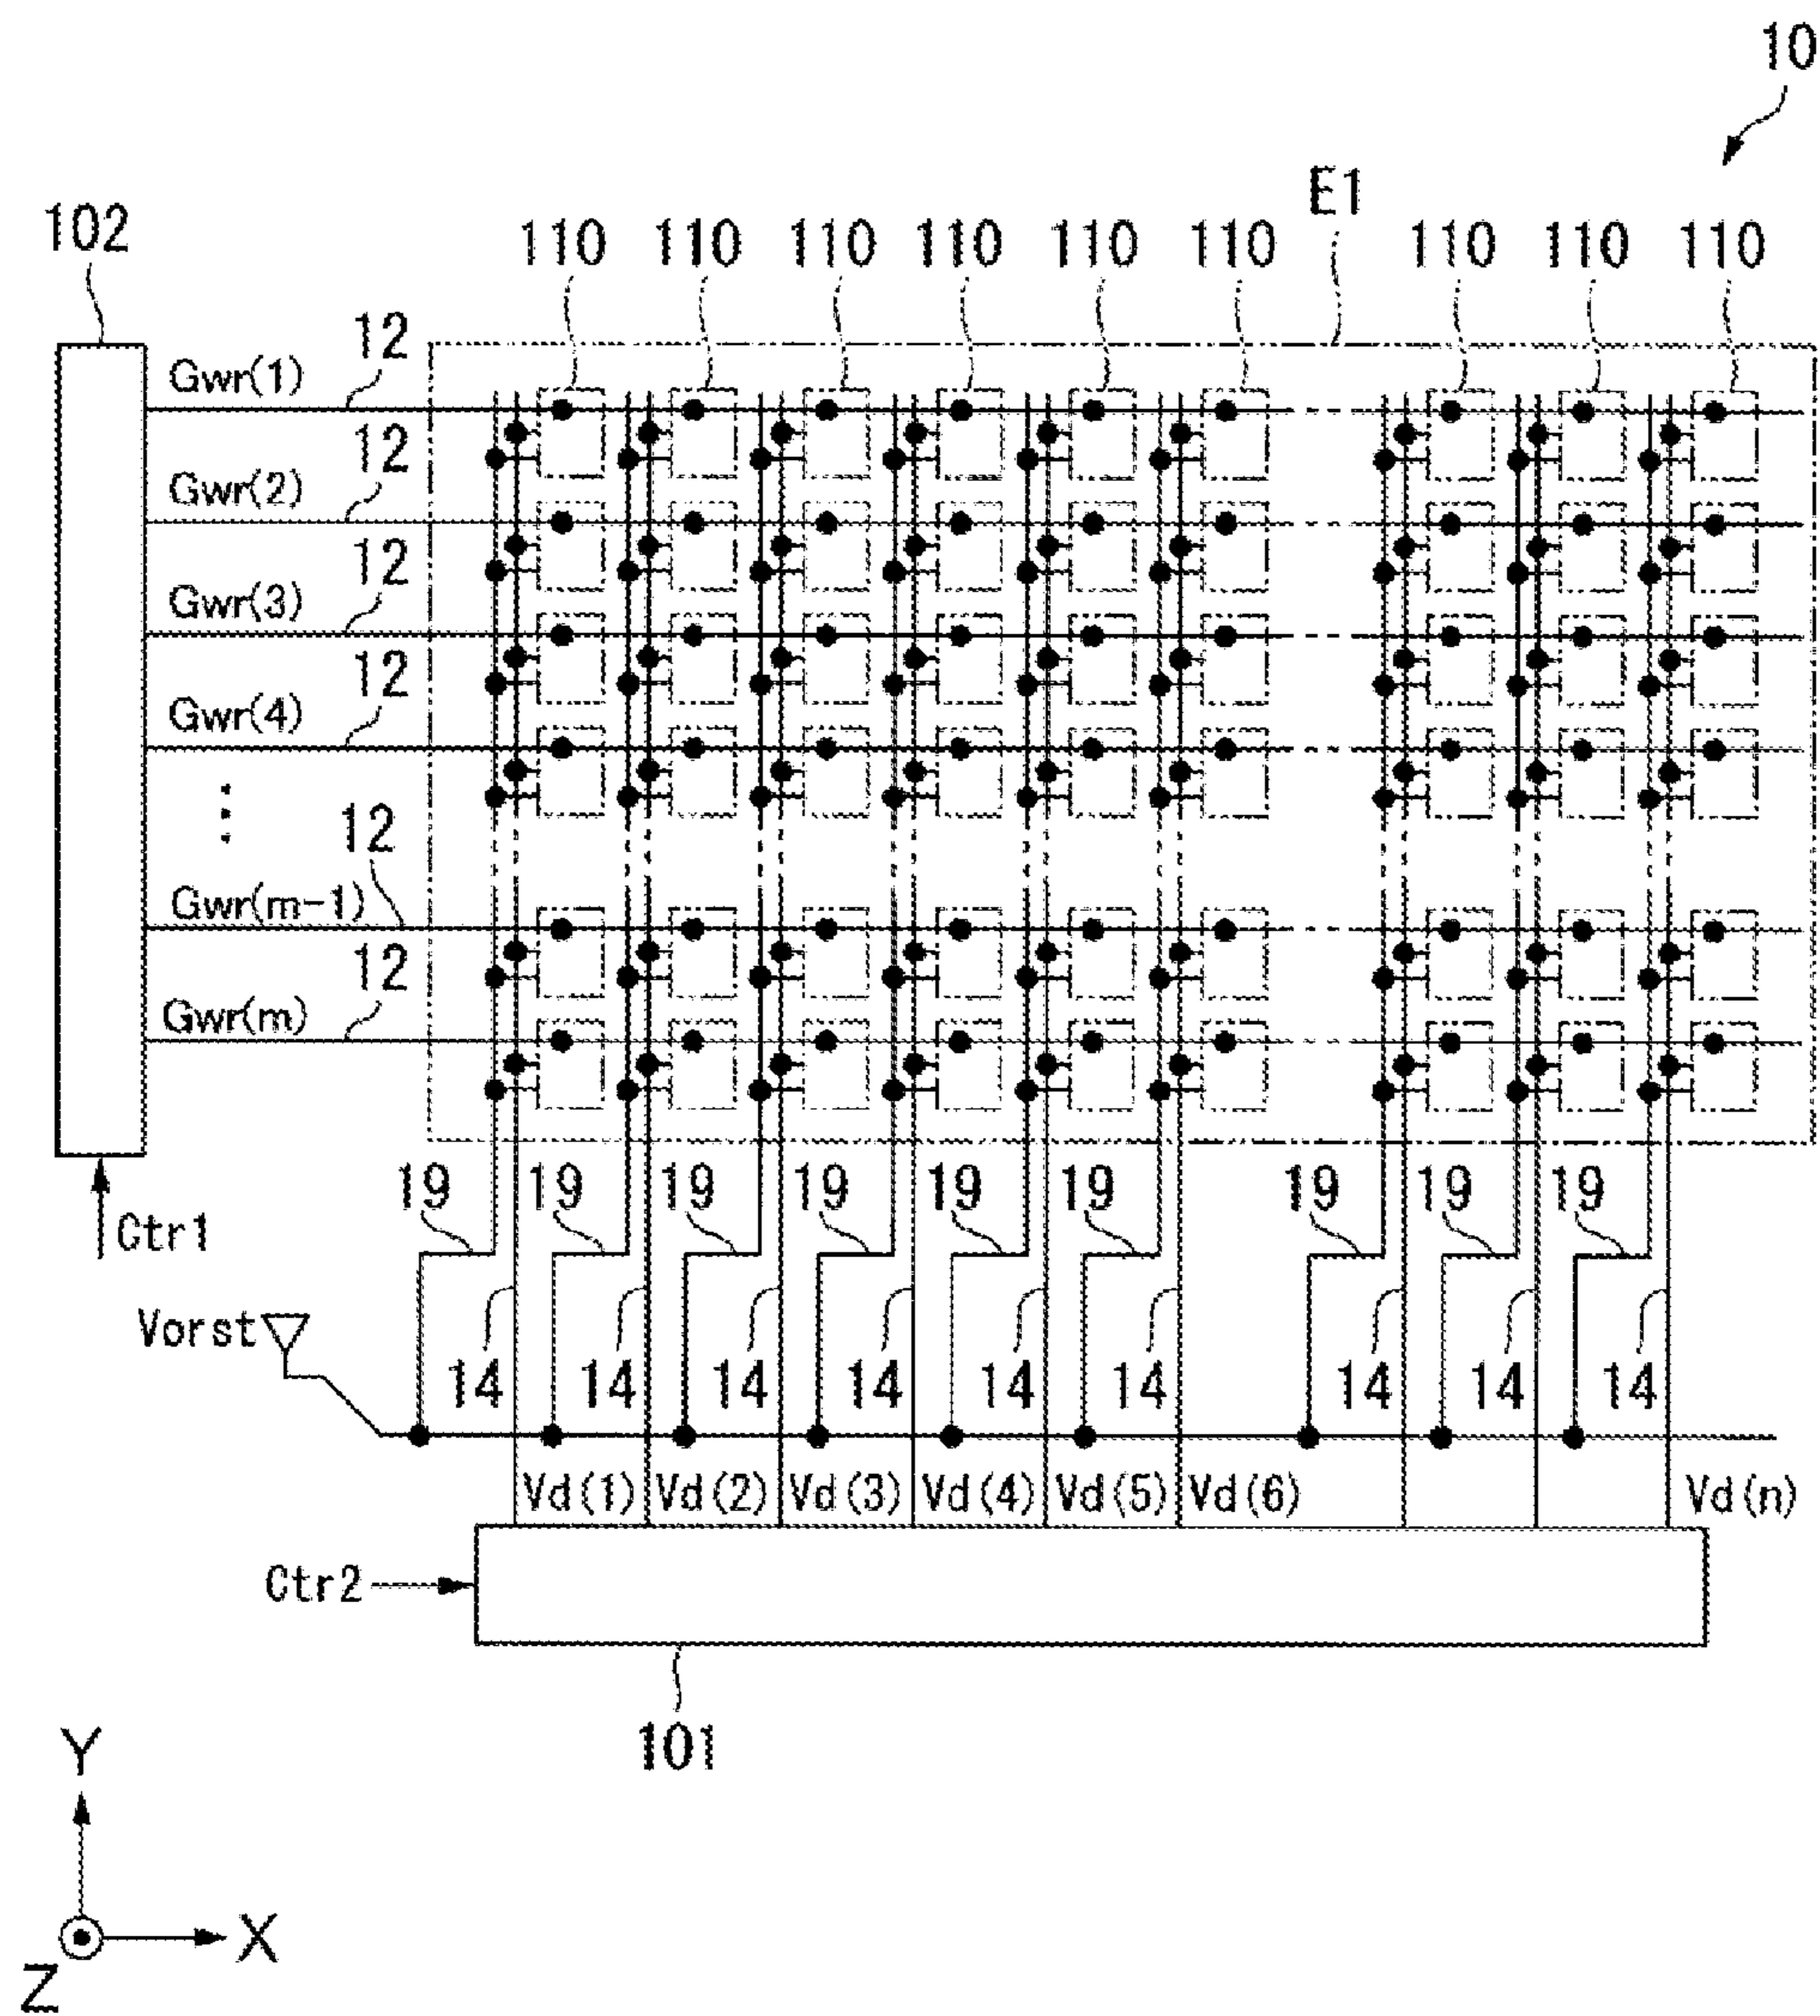 10
E1
102
110 110 110 110 110 110 110 110 110
Gwr(1) 12
Gwr(2) 12
Gwr(3) 12
Gwr(4) 12
⋮
Gwr(m-1) 12
Gwr(m) 12
19 19 19 19 19 19 19 19 19
Ctr1
Vorst
14 14 14 14 14 14 14 14 14
Vd(1) Vd(2) Vd(3) Vd(4) Vd(5) Vd(6) Vd(n)
Ctr2
101
Y
X
Z